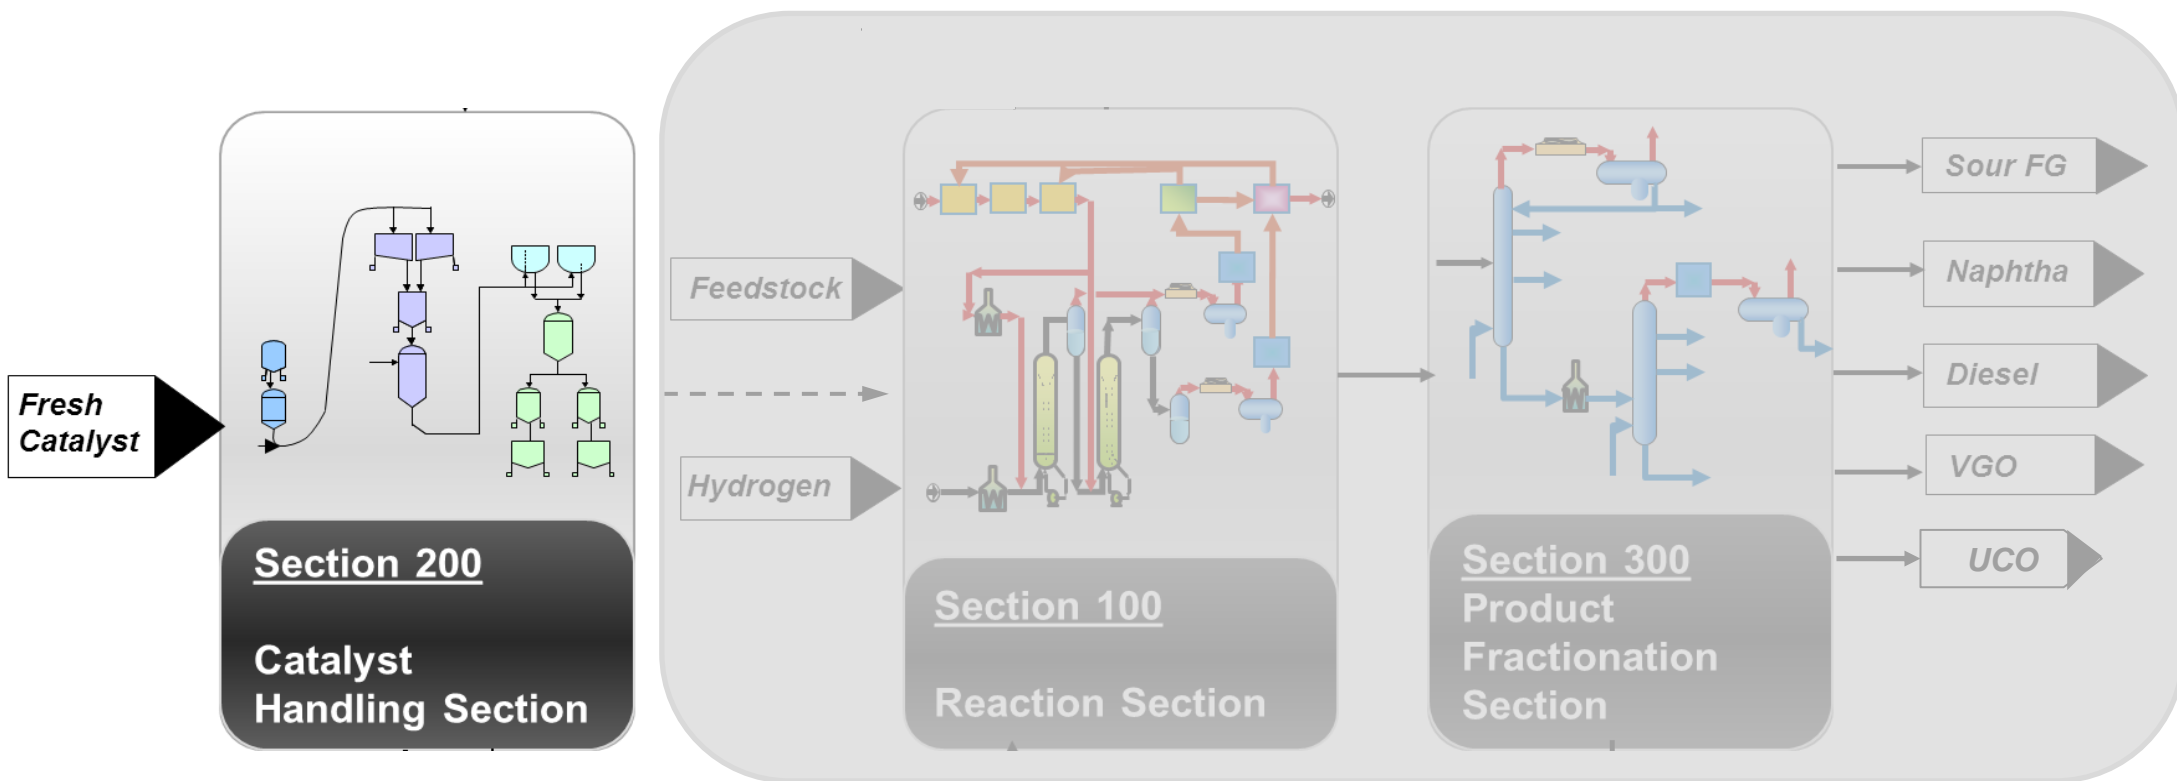 Fresh
Catalyst
Section 200
Catalyst
Handling Section
Feedstock
Hydrogen
Section 100
Reaction Section
Section 300
Product
Fractionation
Section
Sour FG
Naphtha
Diesel
VGO
UCO